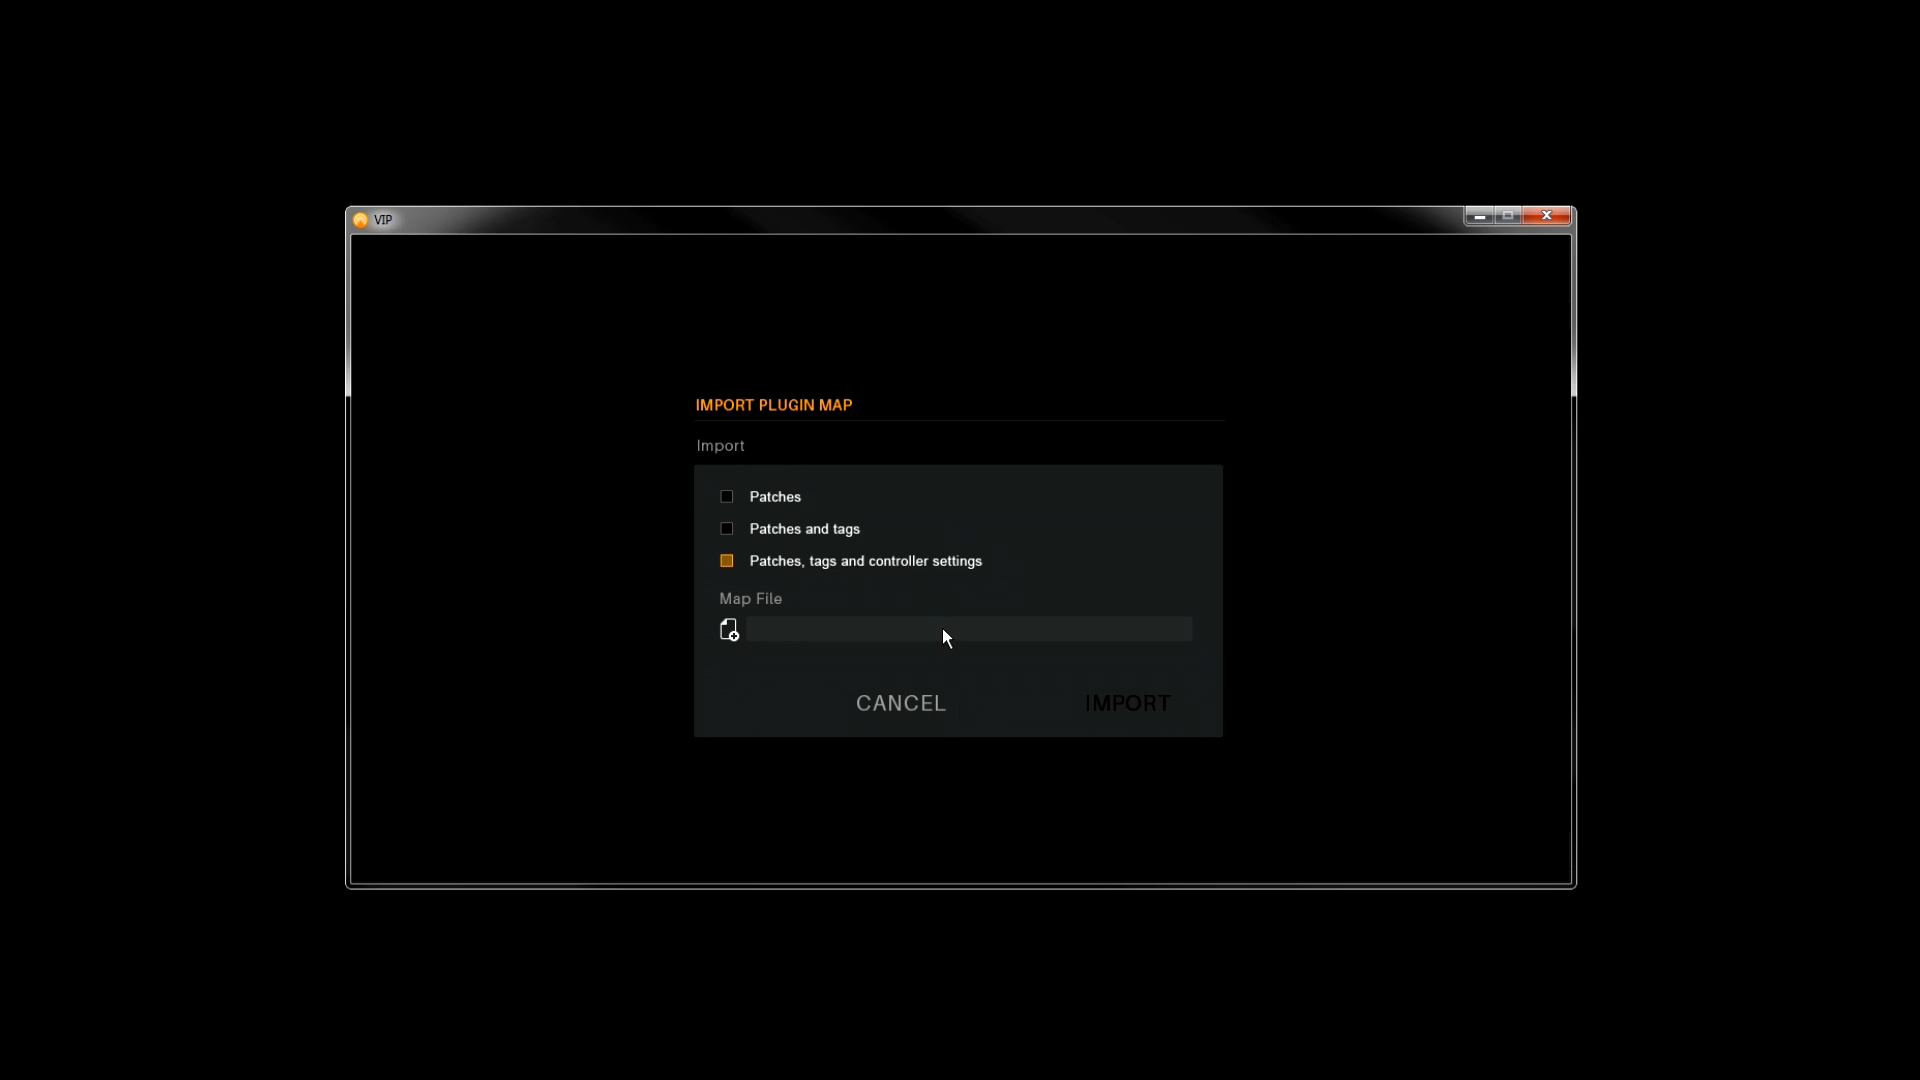 VIP
IMPORT PLUGIN MAP
Import
Patches
Patches and tags
Patches, tags and controller settings
Map File
CANCEL
IMPORT